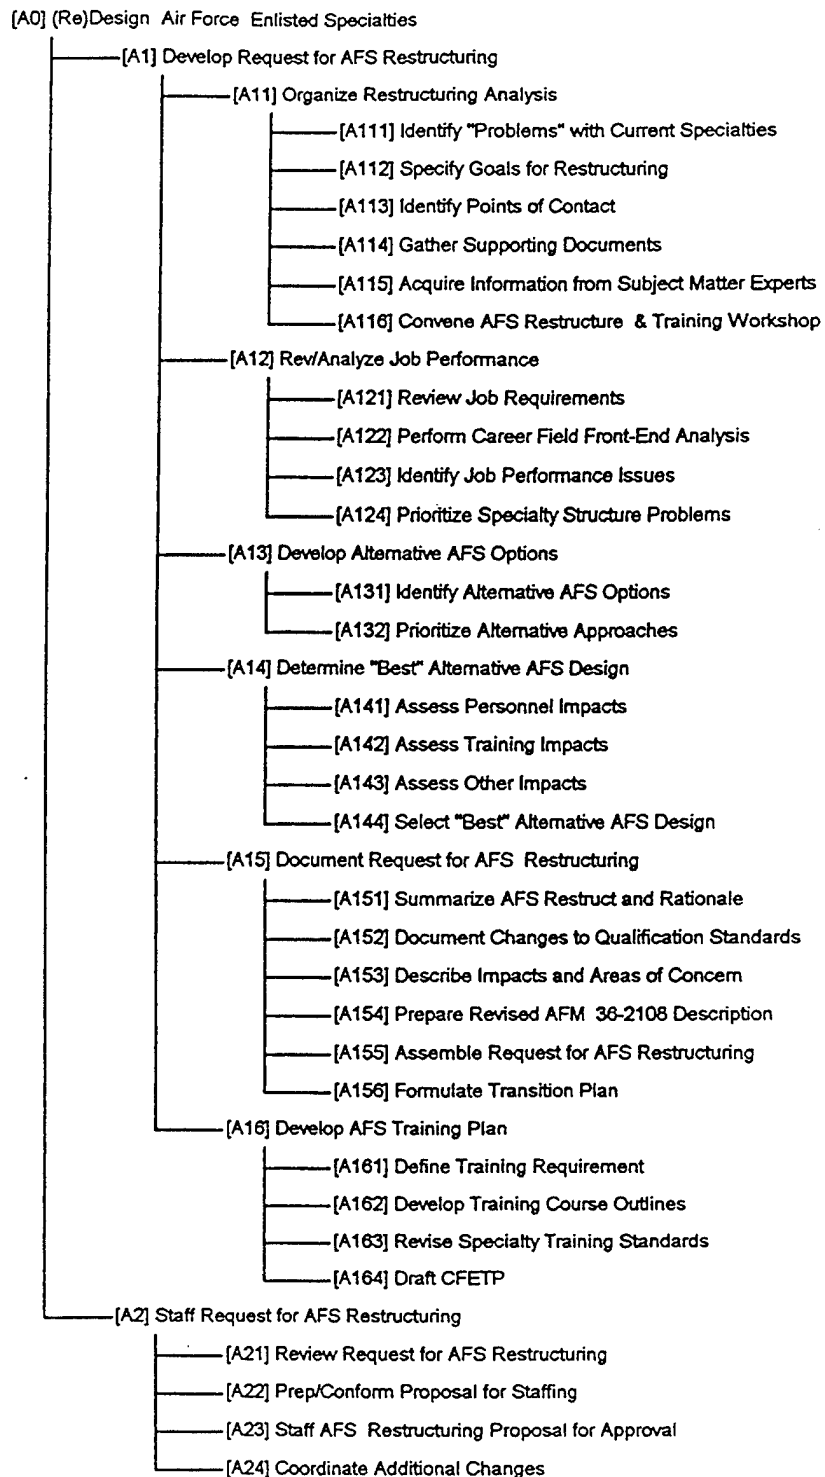 [A0] (Re)Design Air Force Enlisted Specialties
[A1] Develop Request for AFS Restructuring
[A11] Organize Restructuring Analysis
[A111] Identify "Problems" with Current Specialties
[A112] Specify Goals for Restructuring
[A113] Identify Points of Contact
[A114] Gather Supporting Documents
[A115] Acquire Information from Subject Matter Experts
[A116] Convene AFS Restructure & Training Workshop
[A12] Rev/Analyze Job Performance
[A121] Review Job Requirements
[A122] Perform Career Field Front-End Analysis
[A123] Identify Job Performance Issues
[A124] Prioritize Specialty Structure Problems
[A13] Develop Alternative AFS Options
[A131] Identify Alternative AFS Options
[A132] Prioritize Alternative Approaches
[A14] Determine "Best" Alternative AFS Design
[A141] Assess Personnel Impacts
[A142] Assess Training Impacts
[A143] Assess Other Impacts
[A144] Select "Best" Alternative AFS Design
[A15] Document Request for AFS Restructuring
[A151] Summarize AFS Restruct and Rationale
[A152] Document Changes to Qualification Standards
[A153] Describe Impacts and Areas of Concern
[A154] Prepare Revised AFM 36-2108 Description
[A155] Assemble Request for AFS Restructuring
[A156] Formulate Transition Plan
[A16] Develop AFS Training Plan
[A161] Define Training Requirement
[A162] Develop Training Course Outlines
[A163] Revise Specialty Training Standards
[A164] Draft CFETP
[A2] Staff Request for AFS Restructuring
[A21] Review Request for AFS Restructuring
[A22] Prep/Conform Proposal for Staffing
[A23] Staff AFS Restructuring Proposal for Approval
[A24] Coordinate Additional Changes